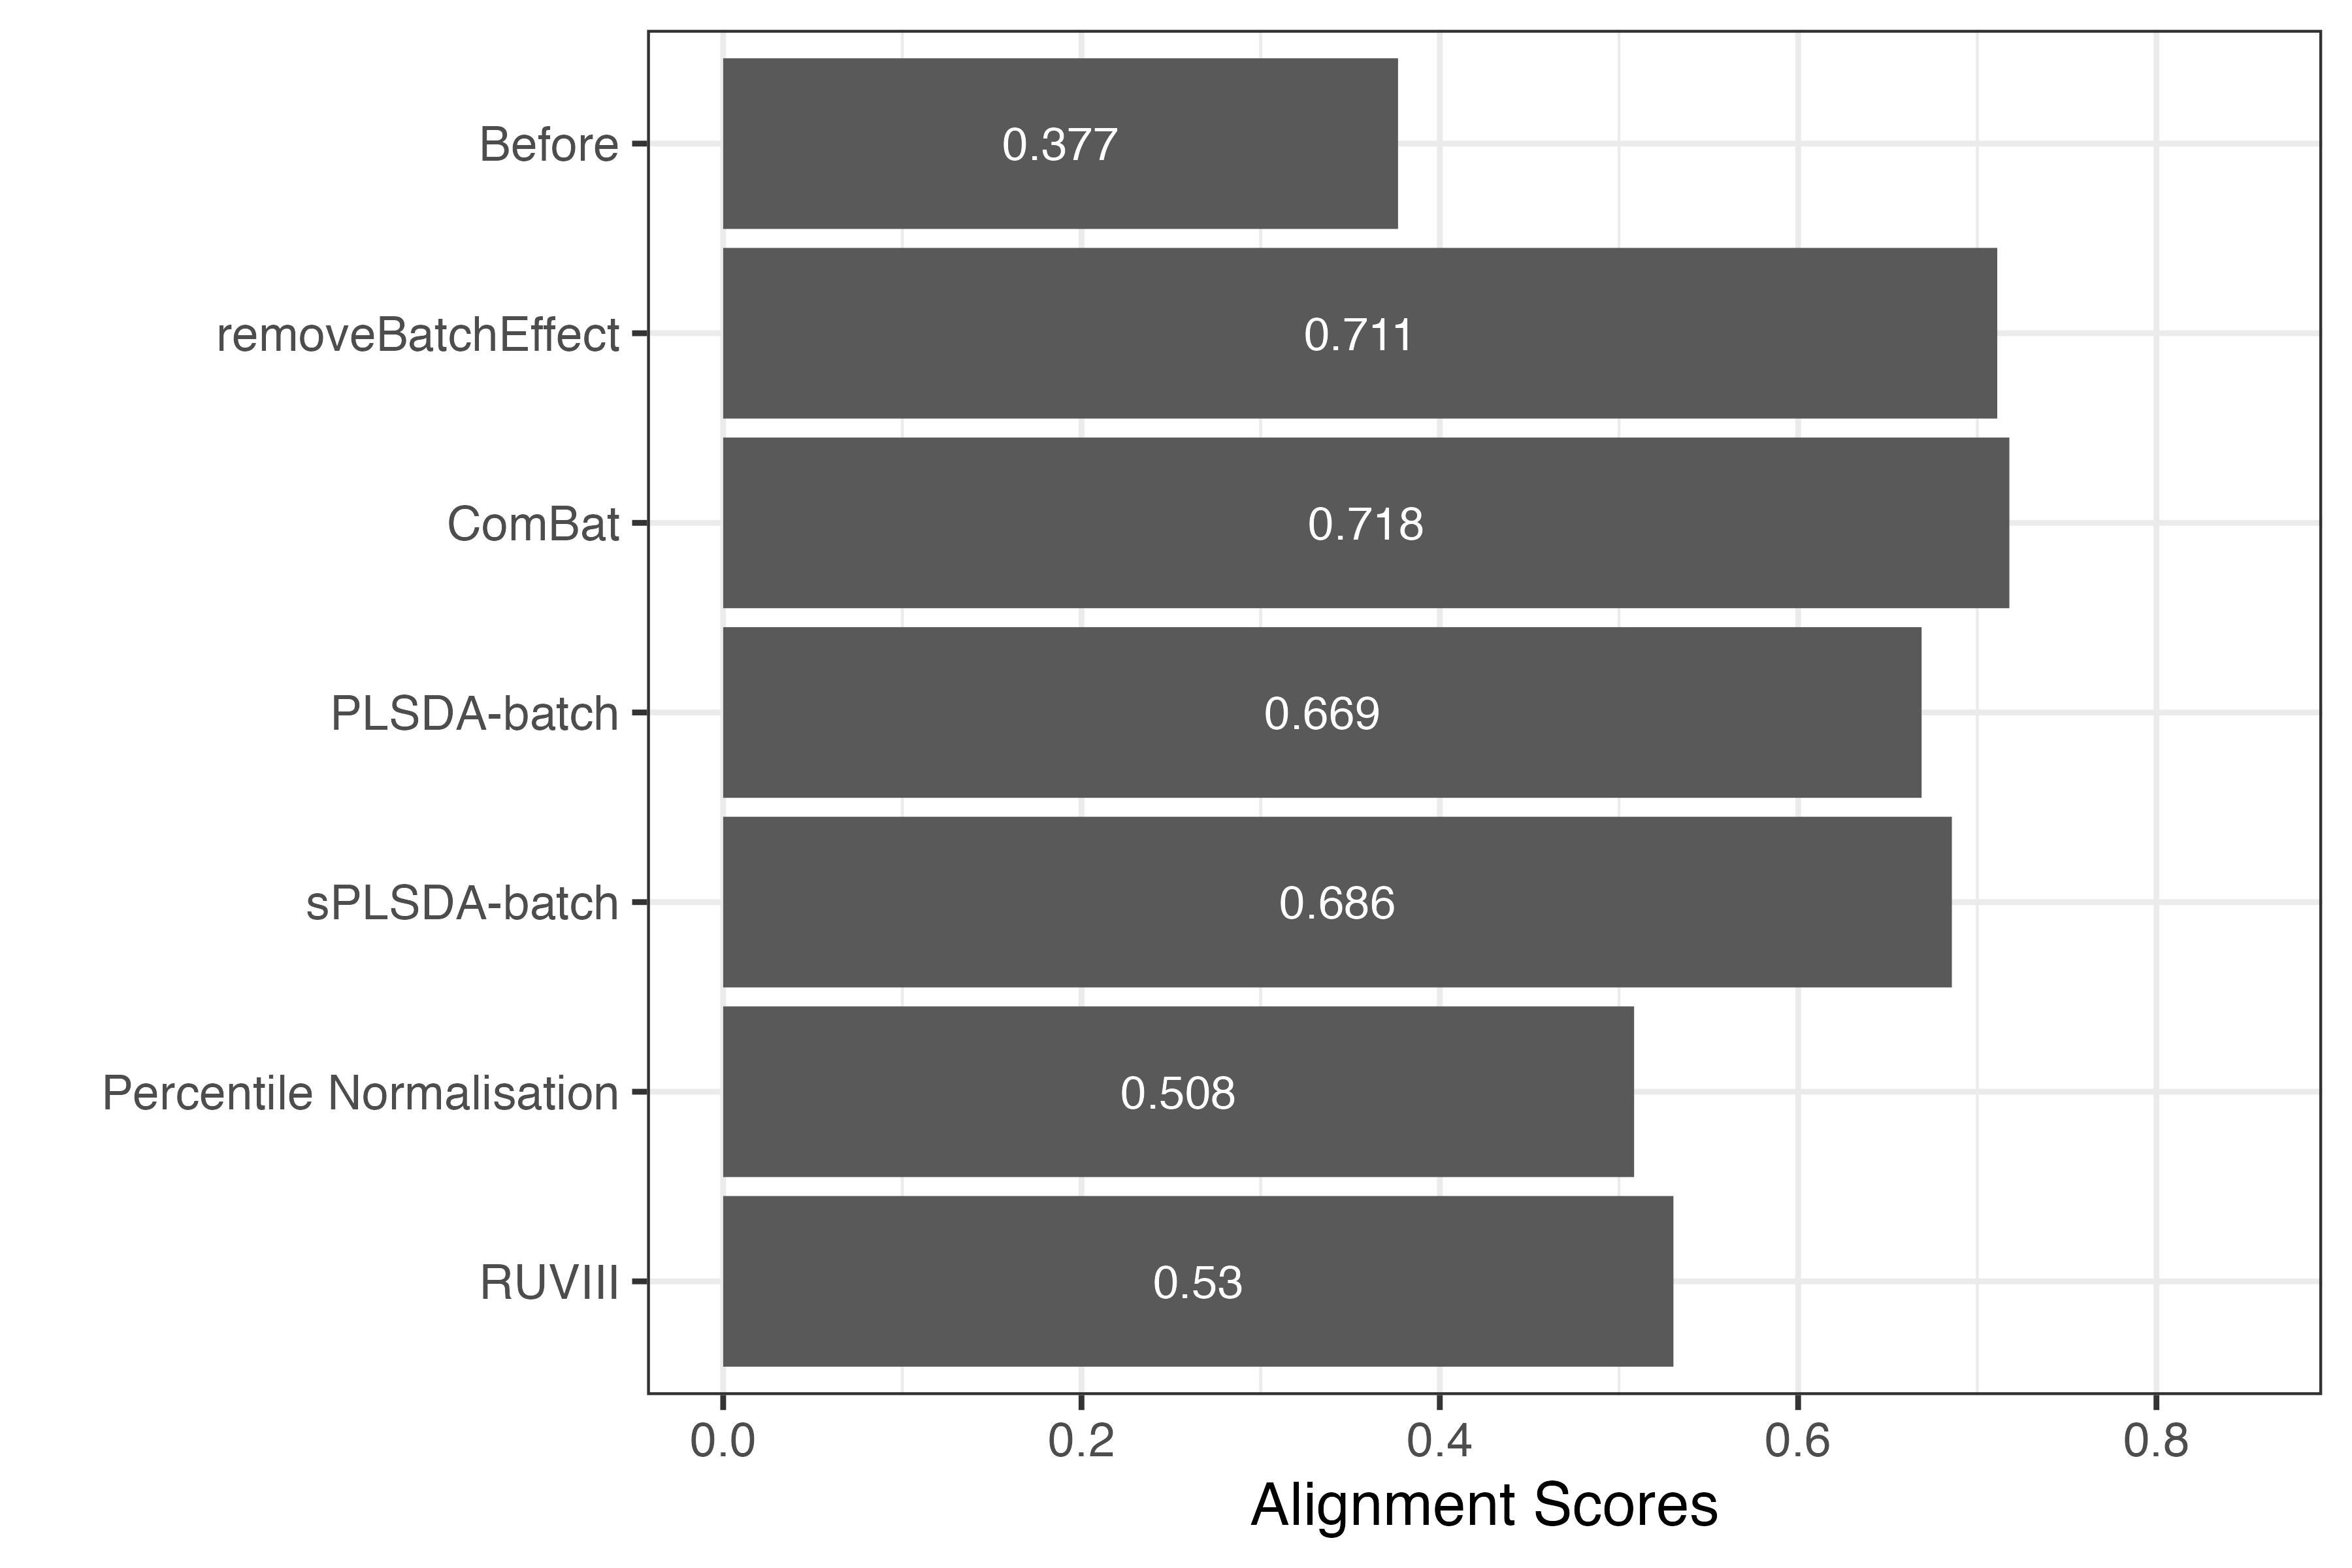 Before
0.377
removeBatchEffect
0.711
ComBat
0.718
PLSDA-batch
0.669
sPLSDA-batch
0.686
Percentile Normalisation
0.508
RUVIII
0.53
0.0 0.2 0.4 0.6 0.8
Alignment Scores